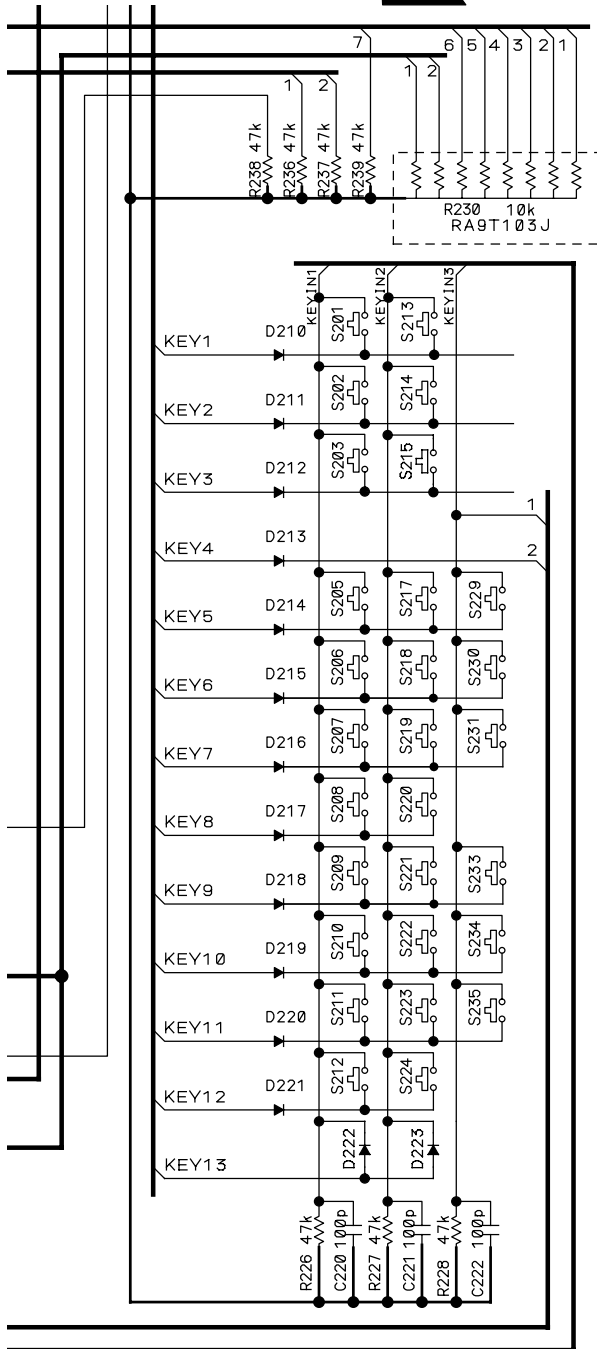 7
6 5 4 3 2 1
1 2
1 2
R238 47k
R236 47k
R237 47k
R239 47k
R230 10k
RA9T103J
KEYIN1
KEYIN2
KEYIN3
KEY1 D210 S201 S213
KEY2 D211 S202 S214
KEY3 D212 S203 S215
1
KEY4 D213 2
KEY5 D214 S205 S217 S229
KEY6 D215 S206 S218 S230
KEY7 D216 S207 S219 S231
KEY8 D217 S208 S220
KEY9 D218 S209 S221 S233
KEY10 D219 S210 S222 S234
KEY11 D220 S211 S223 S235
KEY12 D221 S212 S224
KEY13 D222 D223
R226 47k
C220 100p
R227 47k
C221 100p
R228 47k
C222 100p